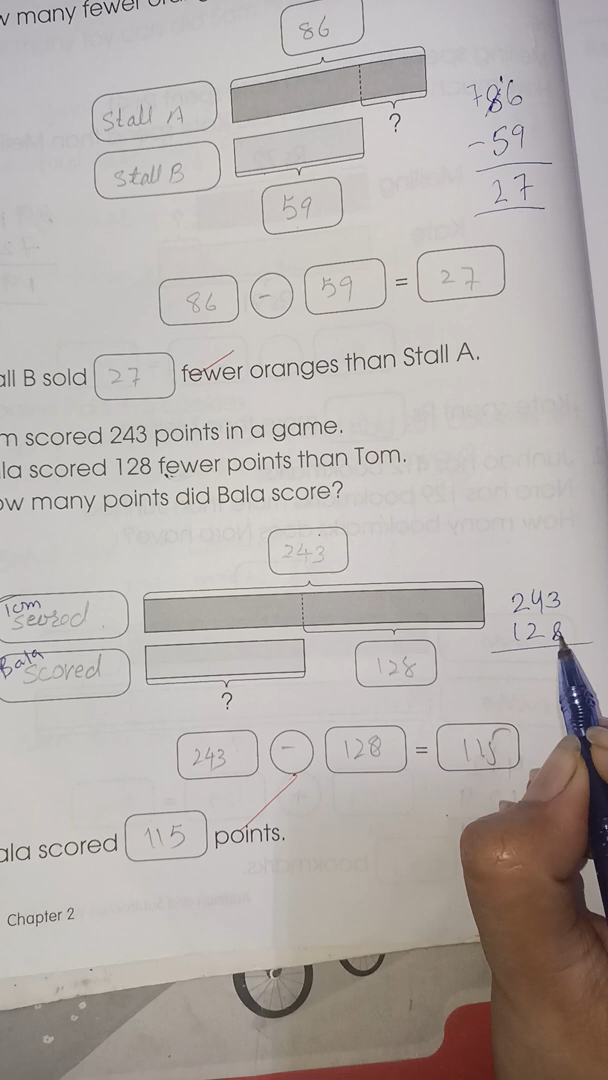 many fewer
86
Stall A
?
Stall B
59
786
- 59
27
86 - 59 = 27
all B sold 27 fewer oranges than Stall A.
m scored 243 points in a game.
la scored 128 fewer points than Tom.
ow many points did Bala score?
243
Tom
scored
Bala
scored
128
?
243
128
243 - 128 = 115
ala scored 115 points.
Chapter 2